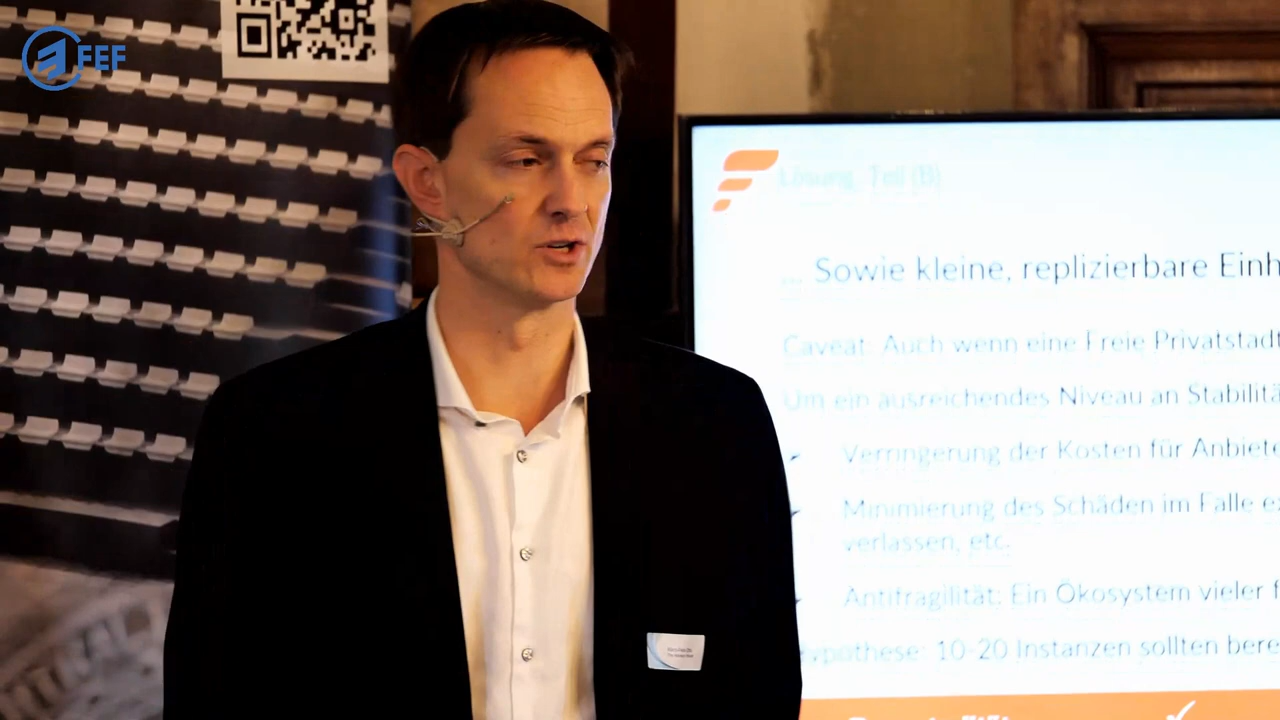 FEF
Lösung, Teil (B)
... Sowie kleine, replizierbare Einh
Caveat: Auch wenn eine Freie Privatstadt
Um ein ausreichendes Niveau an Stabilitä
Verringerung der Kosten für Anbiete
Minimierung des Schäden im Falle e
verlassen, etc.
Antifragilität: Ein Ökosystem vieler f
Hypothese: 10-20 Instanzen sollten bere